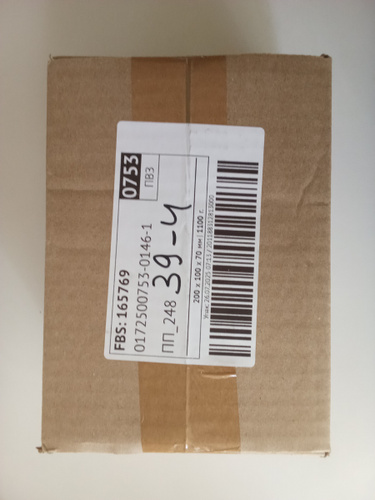 FBS: 165769
0753
0172500753-0146-1
ПВЗ
ПП_248
39-4
200 x 100 x 70 мм | 1100 г.